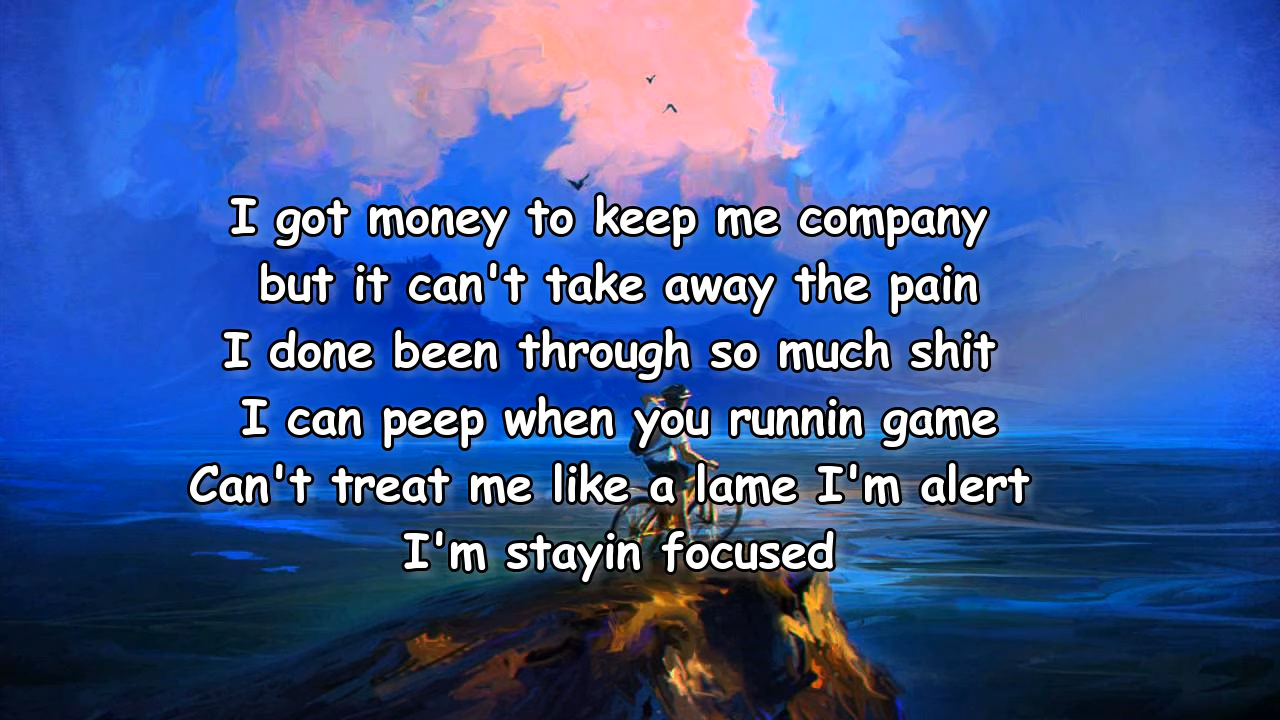 I got money to keep me company
but it can't take away the pain
I done been through so much shit
I can peep when you runnin game
Can't treat me like a lame I'm alert
I'm stayin focused